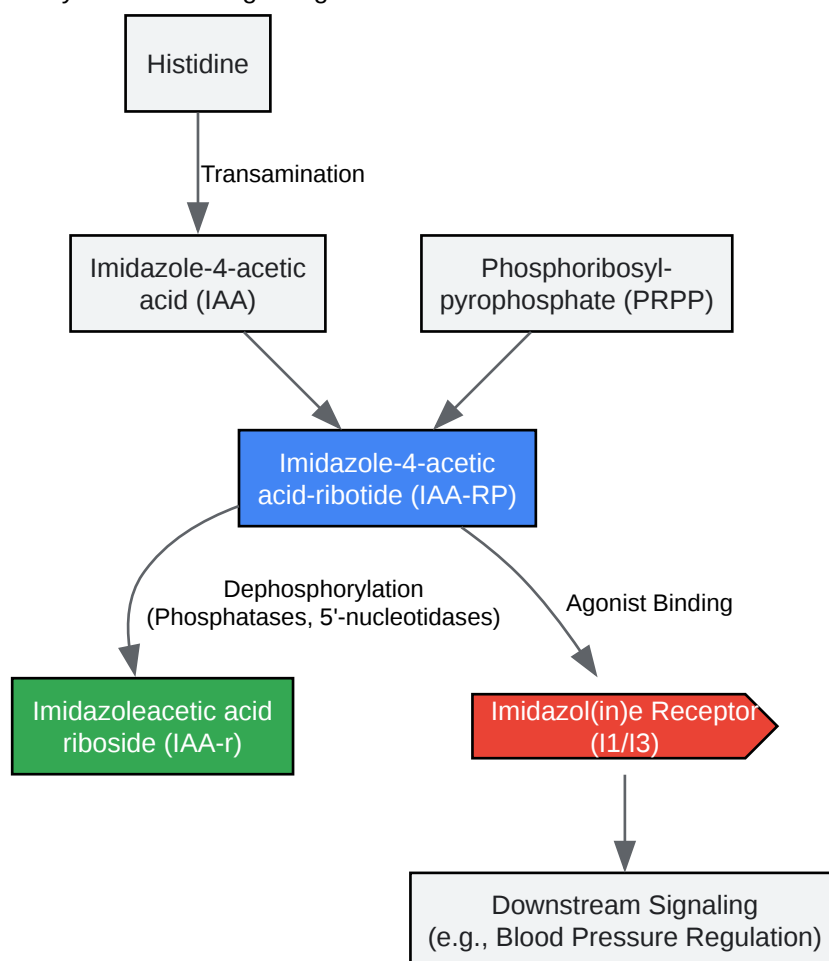 Histidine
Transamination
Imidazole-4-acetic
acid (IAA)
Phosphoribosyl-
pyrophosphate (PRPP)
Imidazole-4-acetic
acid-ribotide (IAA-RP)
Dephosphorylation
(Phosphatases, 5'-nucleotidases)
Agonist Binding
Imidazoleacetic acid
riboside (IAA-r)
Imidazol(in)e Receptor
(I1/I3)
Downstream Signaling
(e.g., Blood Pressure Regulation)